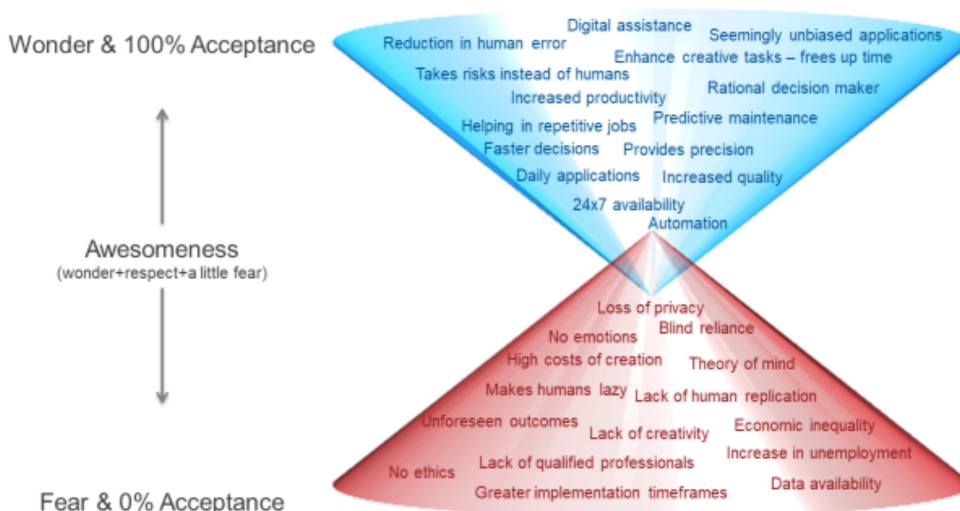 Wonder & 100% Acceptance
Digital assistance
Reduction in human error
Seemingly unbiased applications
Enhance creative tasks – frees up time
Takes risks instead of humans
Rational decision maker
Increased productivity
Predictive maintenance
Helping in repetitive jobs
Faster decisions
Provides precision
Daily applications
Increased quality
24x7 availability
Automation
Awesomeness
(wonder+respect+a little fear)
Loss of privacy
Blind reliance
No emotions
High costs of creation
Theory of mind
Makes humans lazy
Lack of human replication
Unforeseen outcomes
Economic inequality
Lack of creativity
Increase in unemployment
No ethics
Lack of qualified professionals
Data availability
Greater implementation timeframes
Fear & 0% Acceptance